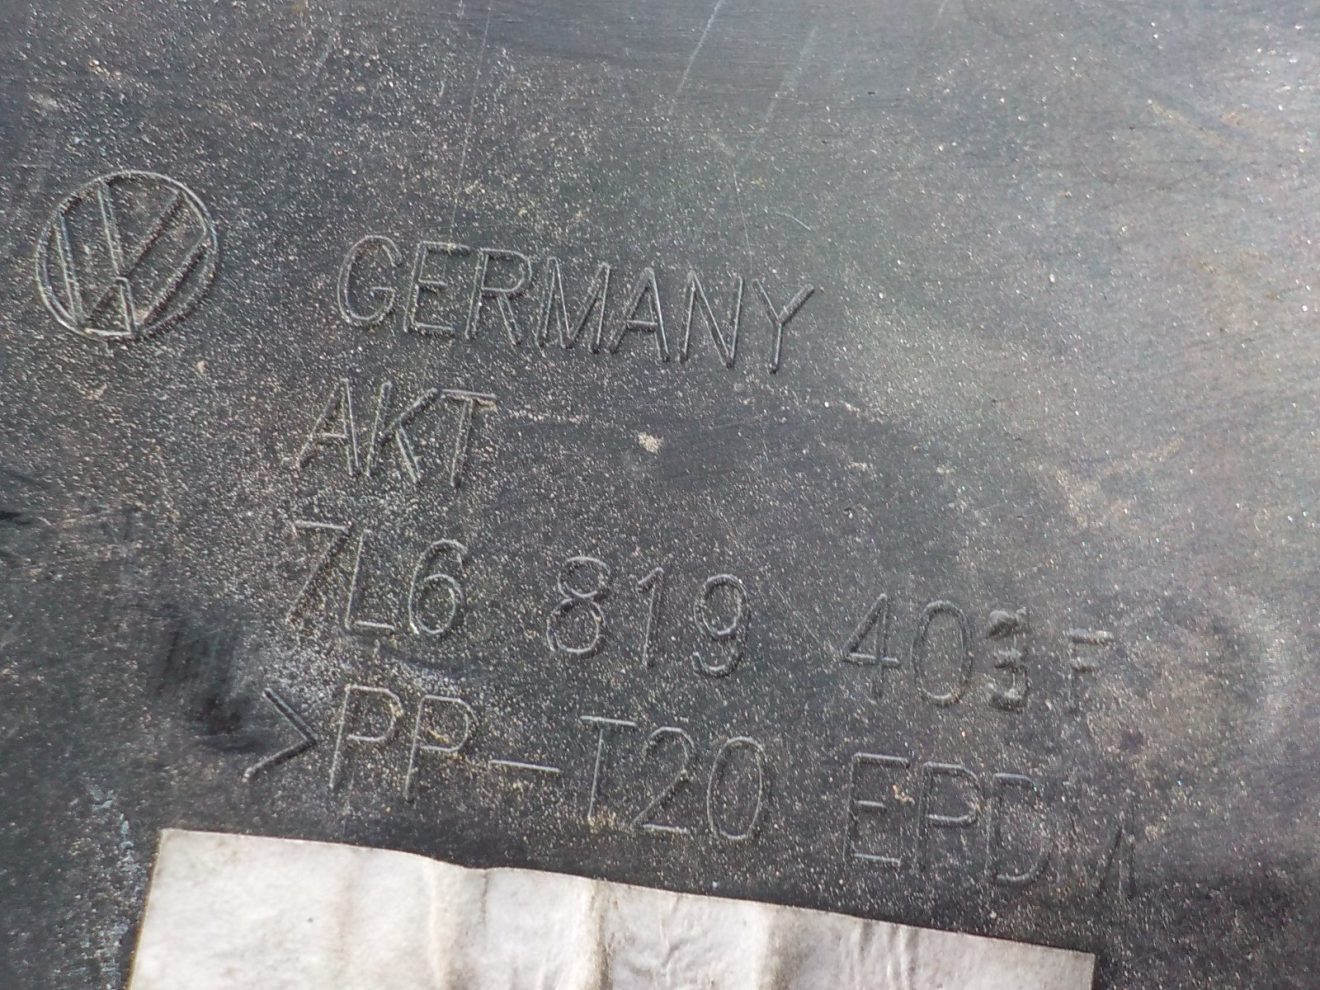 GERMANY
AKT
7L6 819 403 F
>PP-T20 EPDM